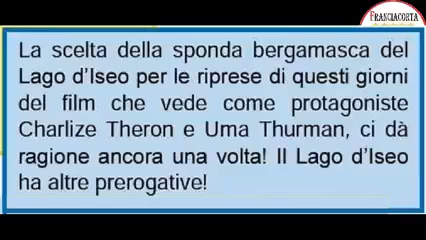 FRANCIACORTA
La scelta della sponda bergamasca del
Lago d'Iseo per le riprese di questi giorni
del film che vede come protagoniste
Charlize Theron e Uma Thurman, ci dà
ragione ancora una volta! Il Lago d'Iseo
ha altre prerogative!